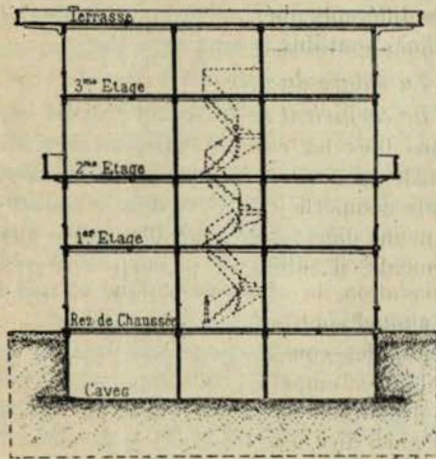 Terrasse
3me Etage
2me Etage
1er Etage
Rez de Chaussée
Caves